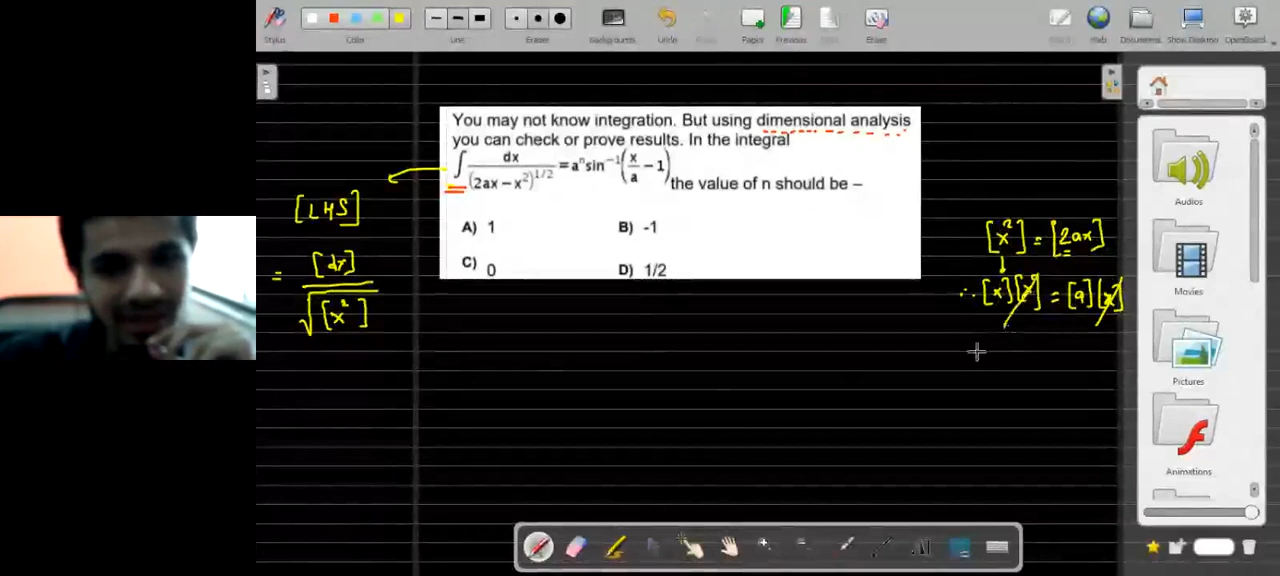 Stylus
Color
Line
Eraser
Backgrounds
Undo
Pages
Previous
Eraser
Web
Documents
Show Desktop
OpenBoard
You may not know integration. But using dimensional analysis
you can check or prove results. In the integral
∫ dx / (2ax − x²)^1/2 = aⁿ sin⁻¹ (x/a − 1) the value of n should be –
A) 1
B) -1
C) 0
D) 1/2
[LHS]
= [dx] / √[x²]
[x²] = [2ax]
∴ [x][x] = [a][x]
Audios
Movies
Pictures
Animations